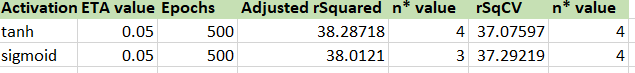 Activation ETA value Epochs Adjusted rSquared n* value rSqCV n* value
tanh 0.05 500 38.28718 4 37.07597 4
sigmoid 0.05 500 38.0121 3 37.29219 4